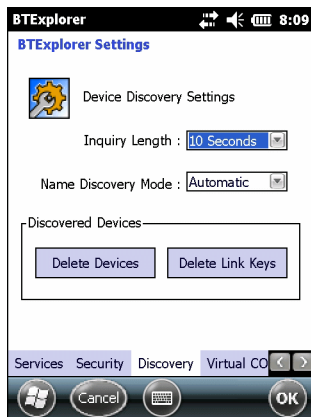 BTExplorer 8:09
BTExplorer Settings
Device Discovery Settings
Inquiry Length : 10 Seconds
Name Discovery Mode : Automatic
Discovered Devices
Delete Devices Delete Link Keys
Services Security Discovery Virtual CO
Cancel OK